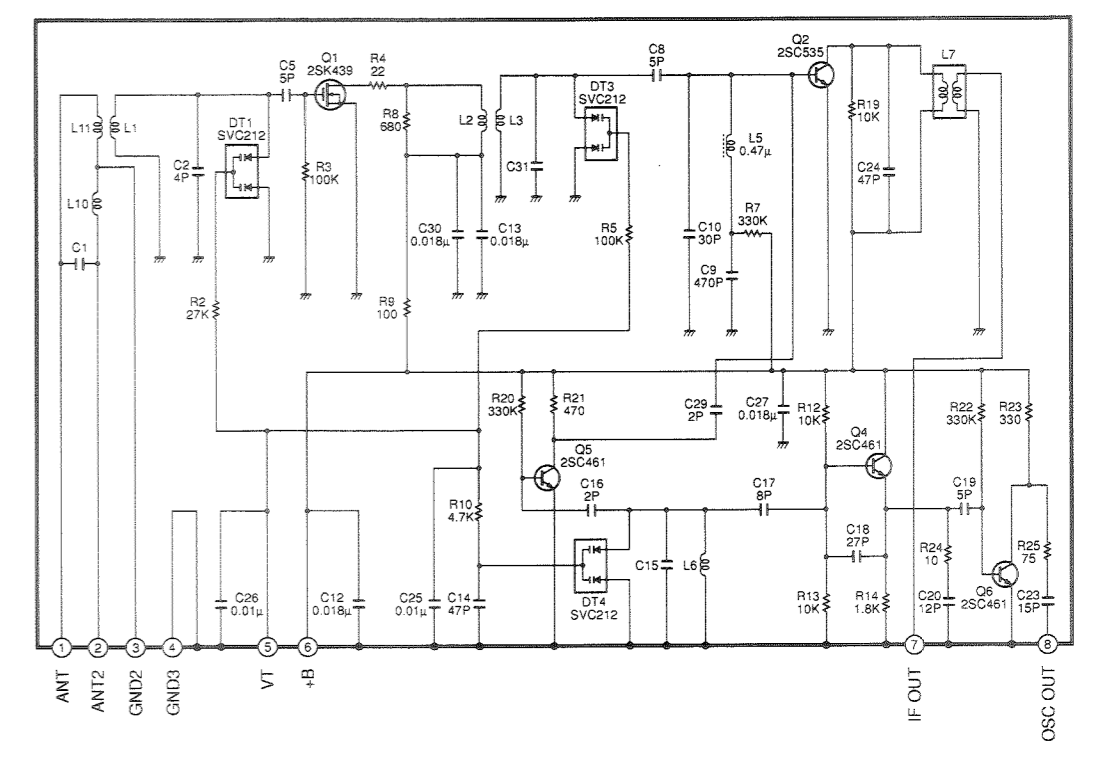 Q1
2SK439
R4
22
C5
5P
L11
L1
DT1
SVC212
C2
4P
R3
100K
L10
C1
R2
27K
R8
680
L2
L3
C30
0.018μ
C13
0.018μ
R9
100
C31
DT3
SVC212
R5
100K
C8
5P
Q2
2SC535
L7
R19
10K
L5
0.47μ
C24
47P
R7
330K
C10
30P
C9
470P
R20
330K
R21
470
C29
2P
C27
0.018μ
R12
10K
Q4
2SC461
R22
330K
R23
330
Q5
2SC461
R10
4.7K
C16
2P
C17
8P
C19
5P
C18
27P
DT4
SVC212
C15
L6
R24
10
R25
75
Q6
2SC461
C26
0.01μ
C12
0.018μ
C25
0.01μ
C14
47P
R13
10K
R14
1.8K
C20
12P
C23
15P
1
2
3
4
5
6
7
8
ANT
ANT2
GND2
GND3
VT
+B
IF OUT
OSC OUT